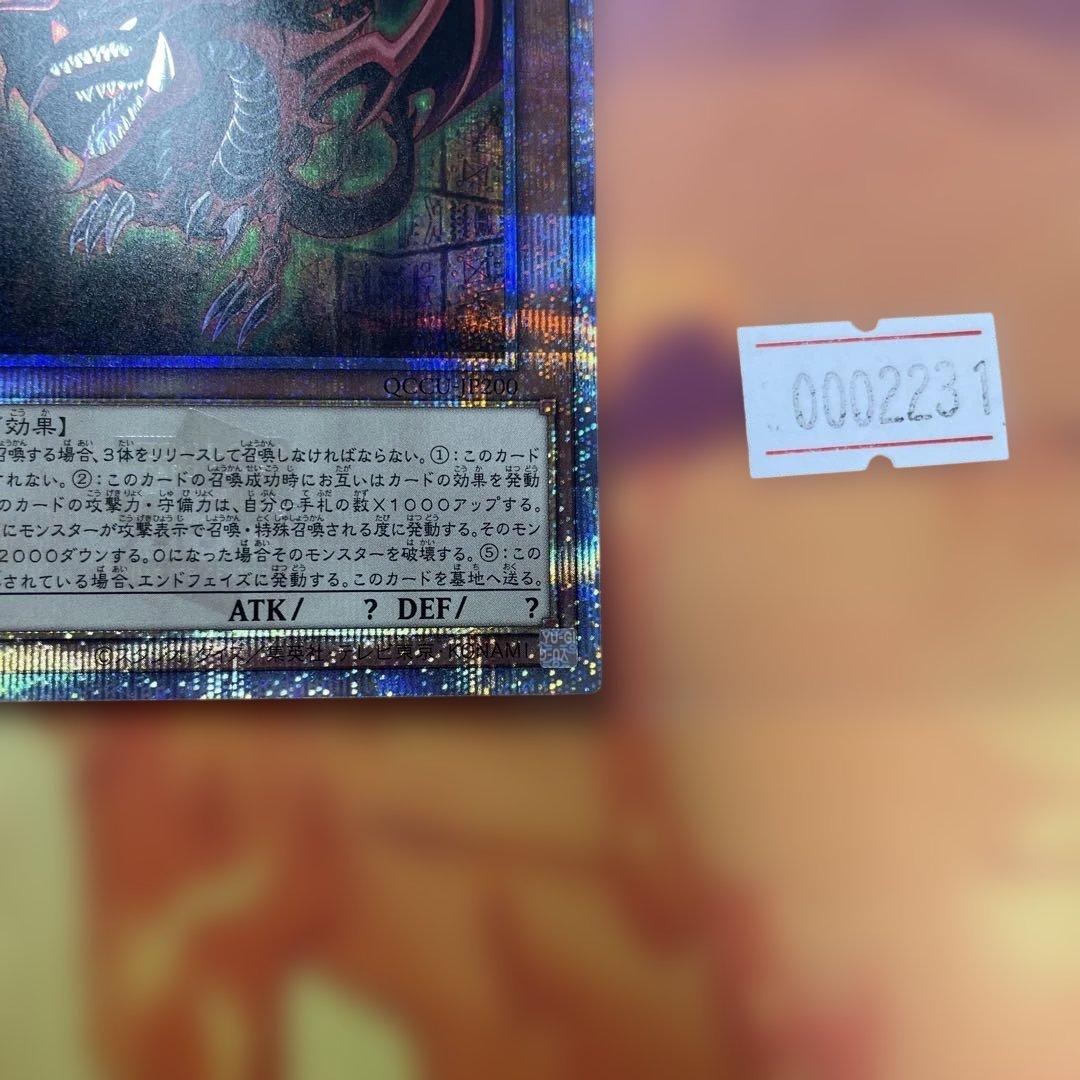 QCCU-JP200
効果】
召喚する場合、3体をリリースして召喚しなければならない。①：このカード
されない。②：このカードの召喚成功時にお互いはカードの効果を発動
のカードの攻撃力・守備力は、自分の手札の数×1000アップする。
にモンスターが攻撃表示で召喚・特殊召喚される度に発動する。そのモン
2000ダウンする。0になった場合そのモンスターを破壊する。⑤：この
されている場合、エンドフェイズに発動する。このカードを墓地へ送る。
ATK/ ? DEF/ ?
©スタジオ・ダイス/集英社・テレビ東京・KONAMI
0002231